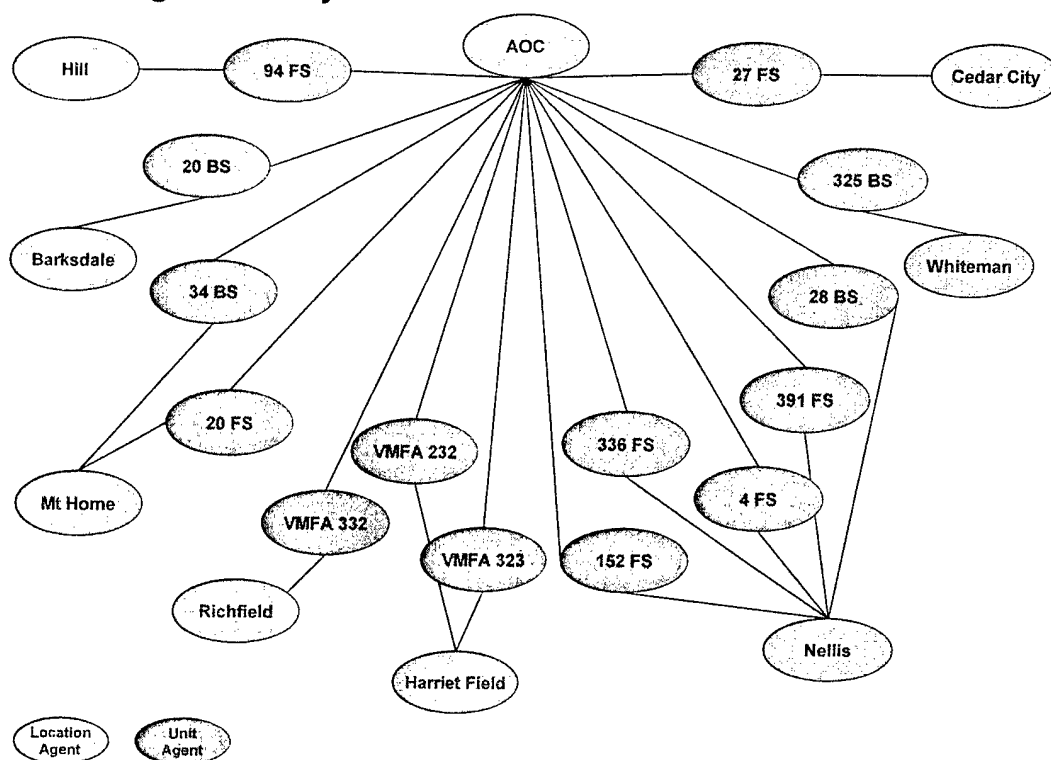 AOC
Hill
94 FS
27 FS
Cedar City
20 BS
325 BS
Barksdale
Whiteman
34 BS
28 BS
20 FS
391 FS
VMFA 232
336 FS
Mt Home
4 FS
VMFA 332
VMFA 323
152 FS
Richfield
Nellis
Harriet Field
Location
Agent
Unit
Agent